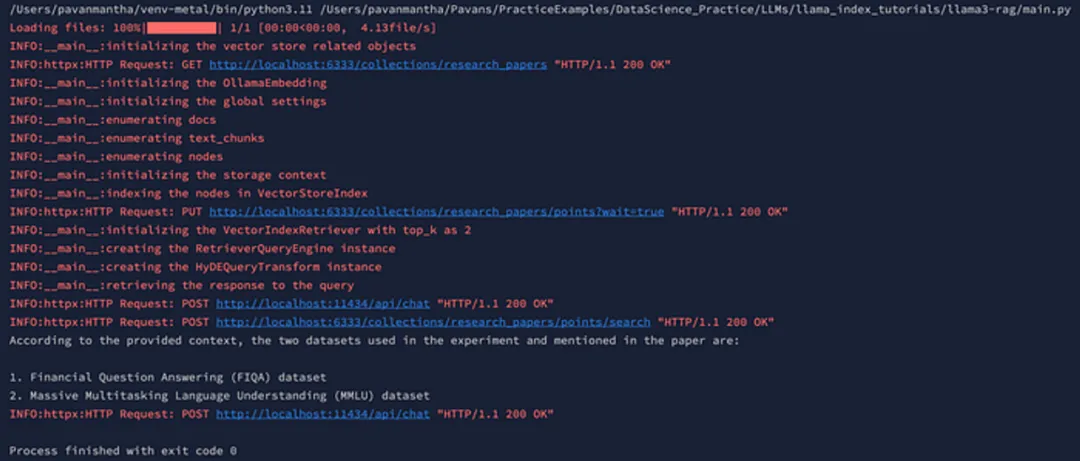 /Users/pavanmantha/venv-metal/bin/python3.11 /Users/pavanmantha/Pavans/PracticeExamples/DataScience_Practice/LLMs/llama_index_tutorials/llama3-rag/main.py
Loading files: 100%|██████████| 1/1 [00:00<00:00,  4.13file/s]
INFO:__main__:initializing the vector store related objects
INFO:httpx:HTTP Request: GET http://localhost:6333/collections/research_papers "HTTP/1.1 200 OK"
INFO:__main__:initializing the OllamaEmbedding
INFO:__main__:initializing the global settings
INFO:__main__:enumerating docs
INFO:__main__:enumerating text_chunks
INFO:__main__:enumerating nodes
INFO:__main__:initializing the storage context
INFO:__main__:indexing the nodes in VectorStoreIndex
INFO:httpx:HTTP Request: PUT http://localhost:6333/collections/research_papers/points?wait=true "HTTP/1.1 200 OK"
INFO:__main__:initializing the VectorIndexRetriever with top_k as 2
INFO:__main__:creating the RetrieverQueryEngine instance
INFO:__main__:creating the HyDEQueryTransform instance
INFO:__main__:retrieving the response to the query
INFO:httpx:HTTP Request: POST http://localhost:11434/api/chat "HTTP/1.1 200 OK"
INFO:httpx:HTTP Request: POST http://localhost:6333/collections/research_papers/points/search "HTTP/1.1 200 OK"
According to the provided context, the two datasets used in the experiment and mentioned in the paper are:
1. Financial Question Answering (FIQA) dataset
2. Massive Multitasking Language Understanding (MMLU) dataset
INFO:httpx:HTTP Request: POST http://localhost:11434/api/chat "HTTP/1.1 200 OK"
Process finished with exit code 0